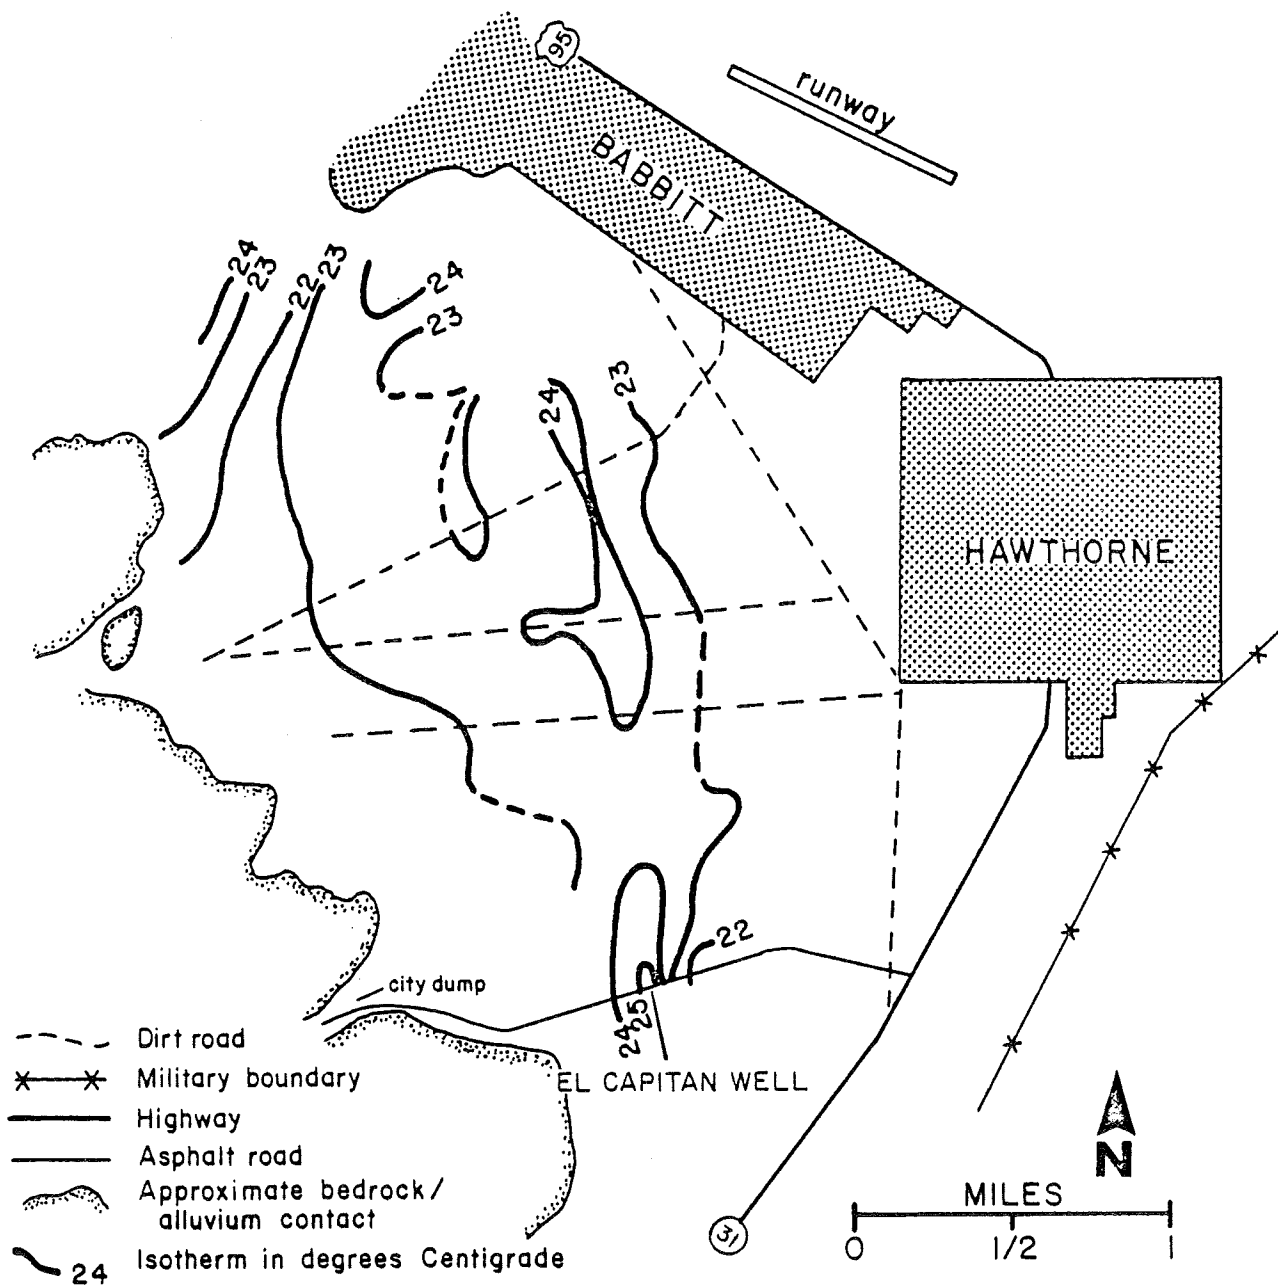 95
runway
BABBITT
24
23
22
23
24
23
24
23
HAWTHORNE
22
city dump
24
25
EL CAPITAN WELL
Dirt road
Military boundary
Highway
Asphalt road
Approximate bedrock/
alluvium contact
24 Isotherm in degrees Centigrade
N
MILES
0 1/2 1
31